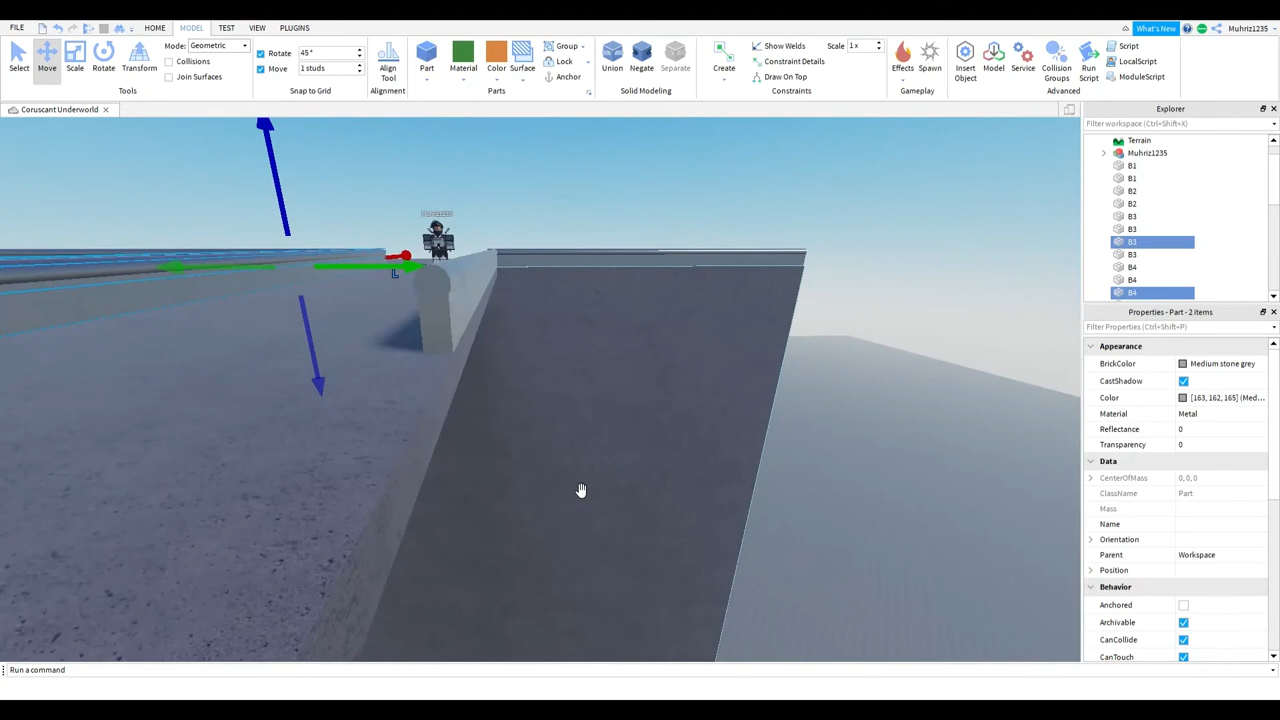 FILE HOME MODEL TEST VIEW PLUGINS What's New Muhriz1235
Select Move Scale Rotate Transform
Mode: Geometric
Collisions
Join Surfaces
Tools
Rotate 45°
Move 1 studs
Snap to Grid
Align Tool
Alignment
Part Material Color Surface
Group
Lock
Anchor
Parts
Union Negate Separate
Solid Modeling
Create
Show Welds Scale 1 x
Constraint Details
Draw On Top
Constraints
Effects Spawn
Gameplay
Insert Object Model Service Collision Groups Run Script
Script
LocalScript
ModuleScript
Advanced
Coruscant Underworld
Explorer
Filter workspace (Ctrl+Shift+X)
Terrain
Muhriz1235
B1
B1
B2
B2
B3
B3
B3
B3
B4
B4
B4
Properties - Part - 2 items
Filter Properties (Ctrl+Shift+P)
Appearance
BrickColor Medium stone grey
CastShadow
Color [163, 162, 165] (Med...
Material Metal
Reflectance 0
Transparency 0
Data
CenterOfMass 0, 0, 0
ClassName Part
Mass
Name
Orientation
Parent Workspace
Position
Behavior
Anchored
Archivable
CanCollide
CanTouch
Muhriz1235
L
Run a command